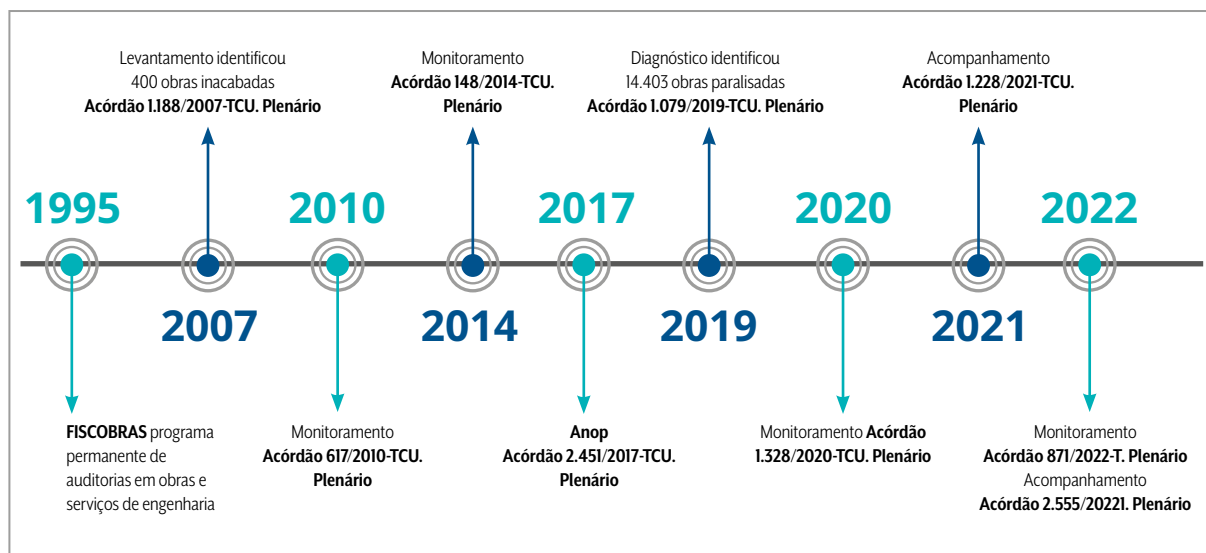 Levantamento identificou
400 obras inacabadas
Acórdão 1.188/2007-TCU. Plenário
Monitoramento
Acórdão 148/2014-TCU.
Plenário
Diagnóstico identificou
14.403 obras paralisadas
Acórdão 1.079/2019-TCU. Plenário
Acompanhamento
Acórdão 1.228/2021-TCU.
Plenário
1995
2010
2017
2020
2022
2007
2014
2019
2021
FISCOBRAS programa
permanente de
auditorias em obras e
serviços de engenharia
Monitoramento
Acórdão 617/2010-TCU.
Plenário
Anop
Acórdão 2.451/2017-TCU.
Plenário
Monitoramento Acórdão
1.328/2020-TCU. Plenário
Monitoramento
Acórdão 871/2022-T. Plenário
Acompanhamento
Acórdão 2.555/20221. Plenário